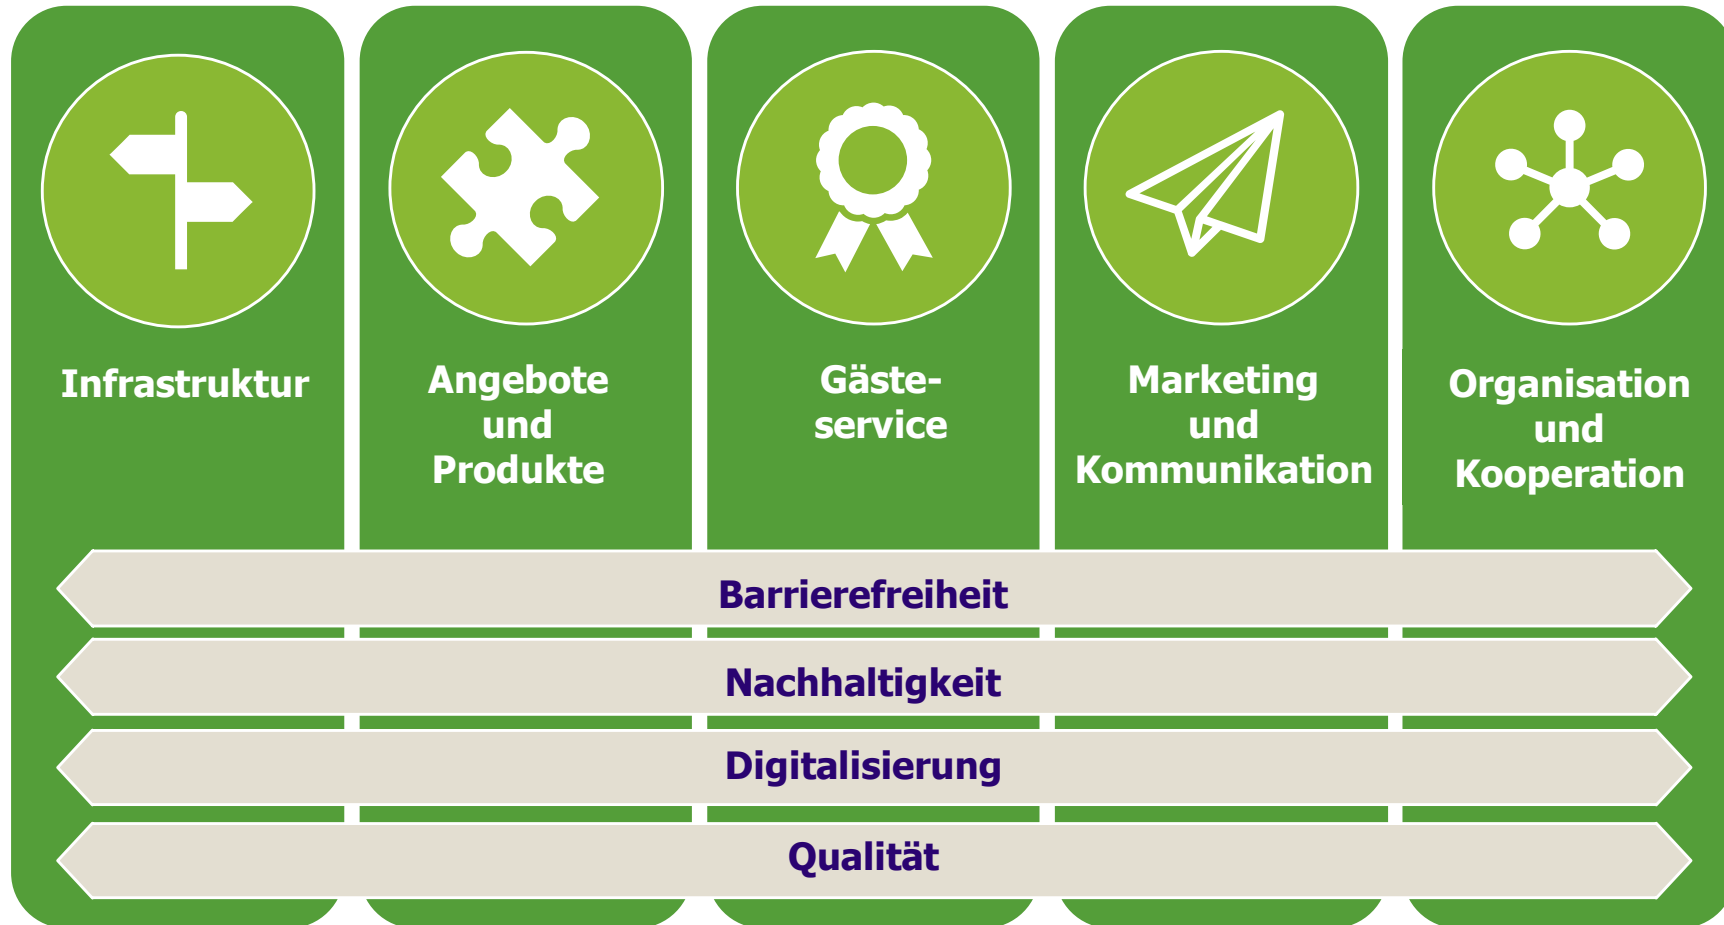 Infrastruktur
Angebote
und
Produkte
Gäste-
service
Marketing
und
Kommunikation
Organisation
und
Kooperation
Barrierefreiheit
Nachhaltigkeit
Digitalisierung
Qualität